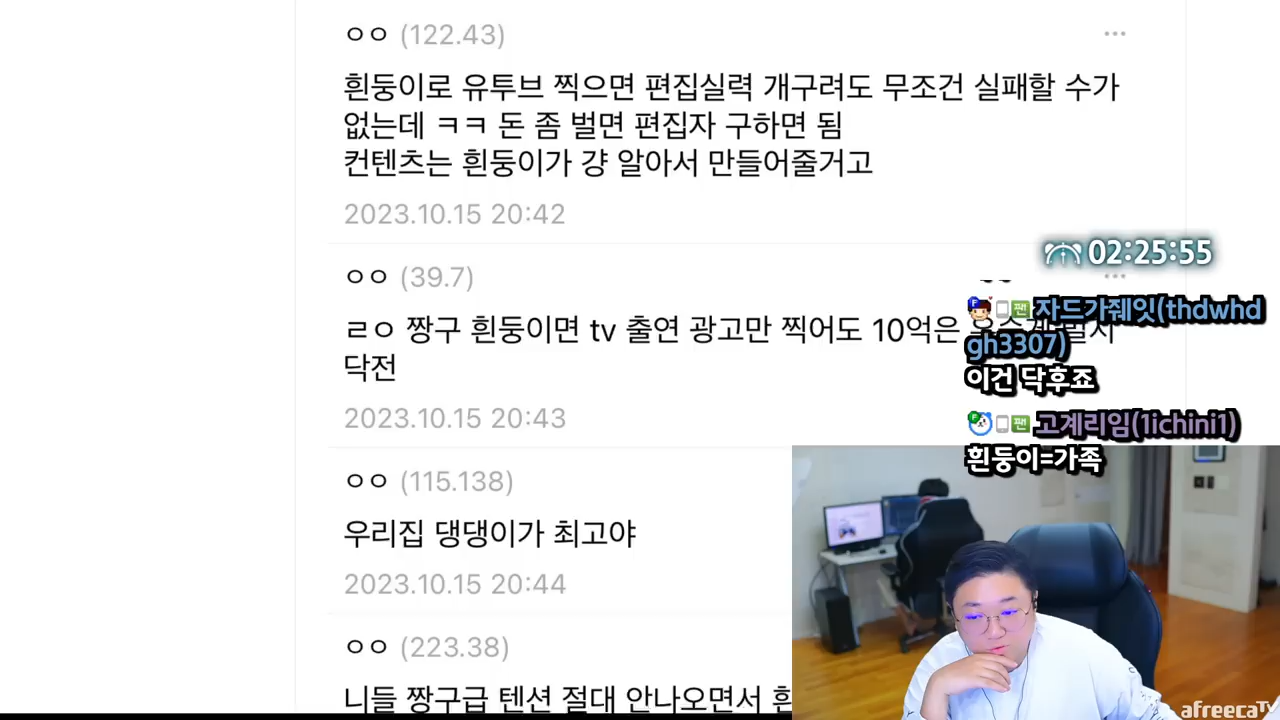 ㅇㅇ (122.43)
흰둥이로 유투브 찍으면 편집실력 개구려도 무조건 실패할 수가
없는데 ㅋㅋ 돈 좀 벌면 편집자 구하면 됨
컨텐츠는 흰둥이가 걍 알아서 만들어줄거고
2023.10.15 20:42
02:25:55
ㅇㅇ (39.7)
ㄹㅇ 짱구 흰둥이면 tv 출연 광고만 찍어도 10억은
닥전
2023.10.15 20:43
자드가줴잇(thdwhd
gh3307)
이건 닥후죠
고계리임(1ichini1)
흰둥이=가족
ㅇㅇ (115.138)
우리집 댕댕이가 최고야
2023.10.15 20:44
ㅇㅇ (223.38)
니들 짱구급 텐션 절대 안나오면서 흰
afreecaTV